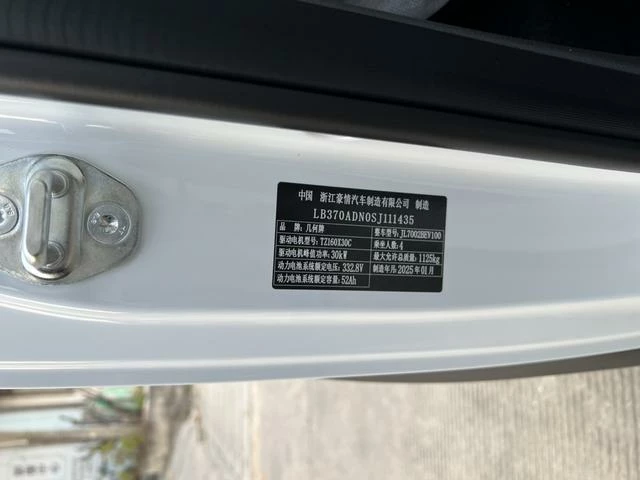 中国 浙江豪情汽车制造有限公司 制造
LB370ADN0SJ111435
品 牌：几何牌 整车型号：JL7002BEV100
驱动电机型号：TZ160X30C 乘坐人数：4
驱动电机峰值功率：30kW 最大允许总质量：1125kg
动力电池系统额定电压：332.8V 制造年月：2025年01月
动力电池系统额定容量：52Ah